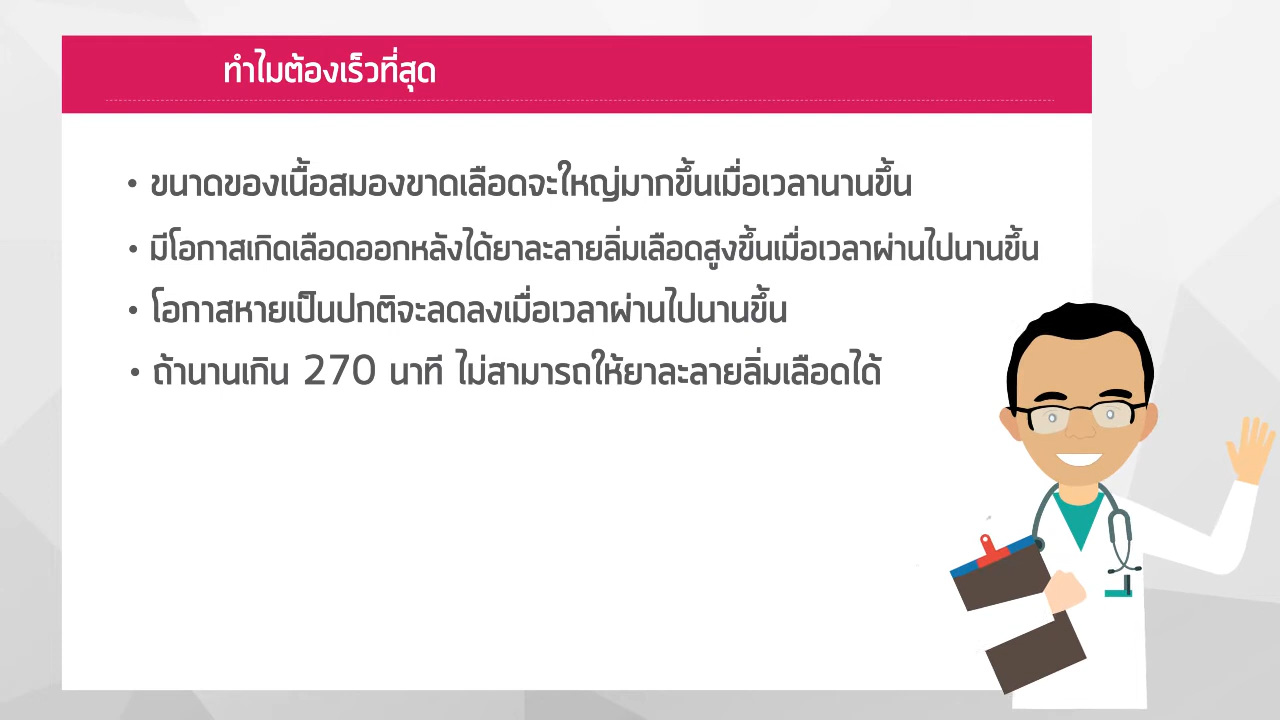 ทำไมต้องเร็วที่สุด
• ขนาดของเนื้อสมองขาดเลือดจะใหญ่มากขึ้นเมื่อเวลานานขึ้น
• มีโอกาสเกิดเลือดออกหลังได้ยาละลายลิ่มเลือดสูงขึ้นเมื่อเวลาผ่านไปนานขึ้น
• โอกาสหายเป็นปกติจะลดลงเมื่อเวลาผ่านไปนานขึ้น
• ถ้านานเกิน 270 นาที ไม่สามารถให้ยาละลายลิ่มเลือดได้